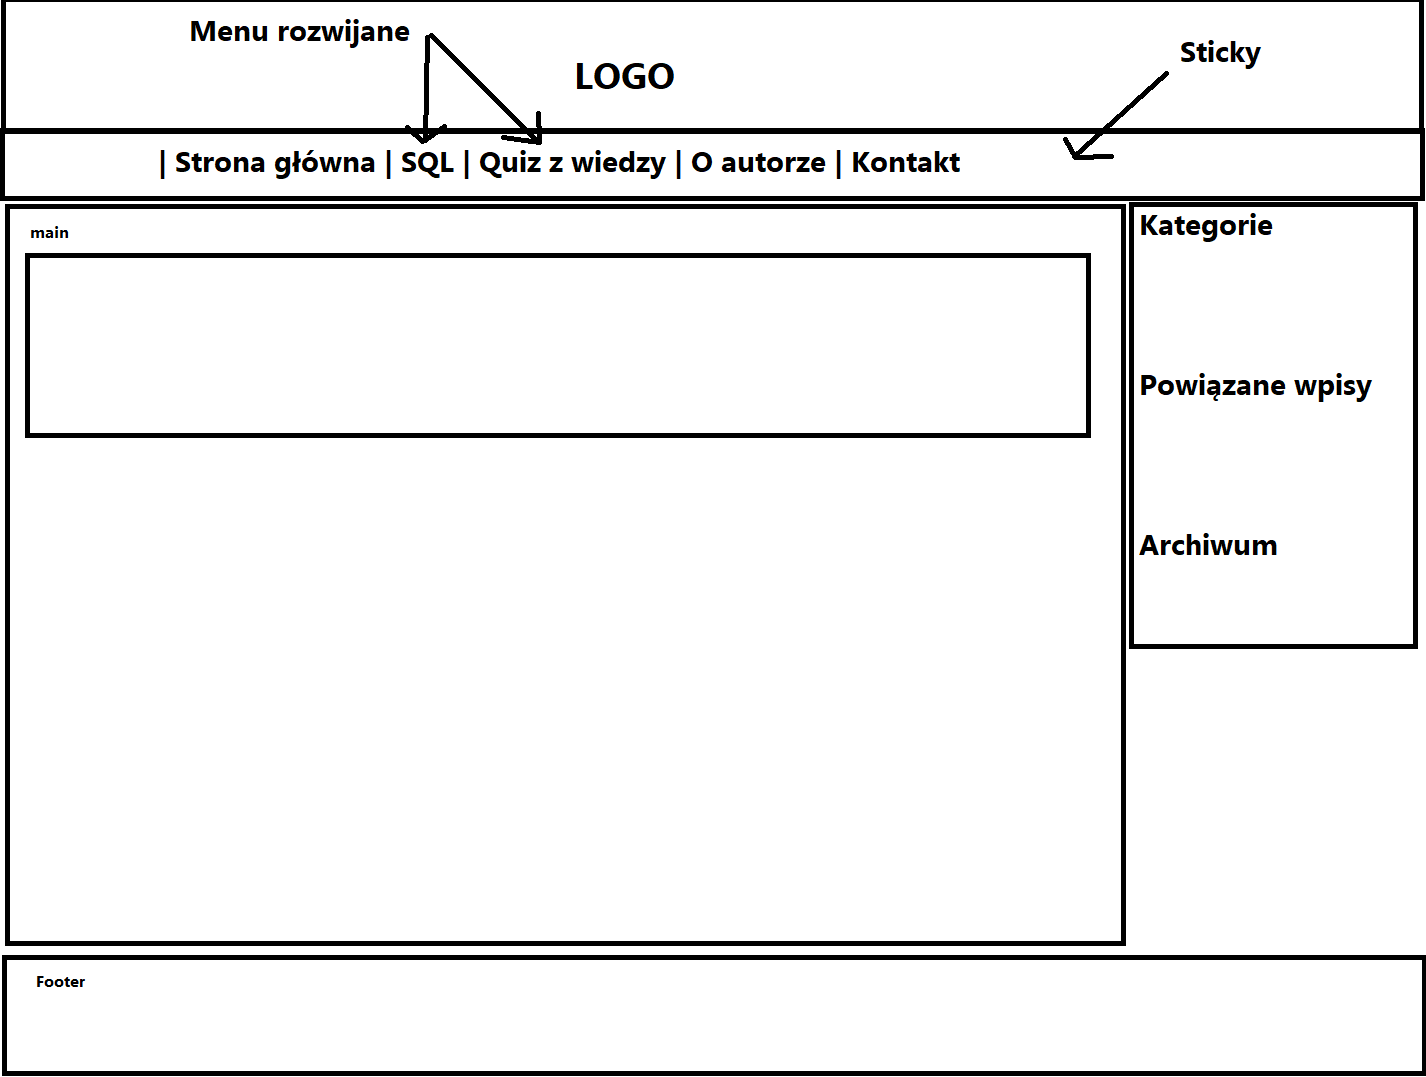 Menu rozwijane
Sticky
LOGO
| Strona główna | SQL | Quiz z wiedzy | O autorze | Kontakt
main
Kategorie
Powiązane wpisy
Archiwum
Footer